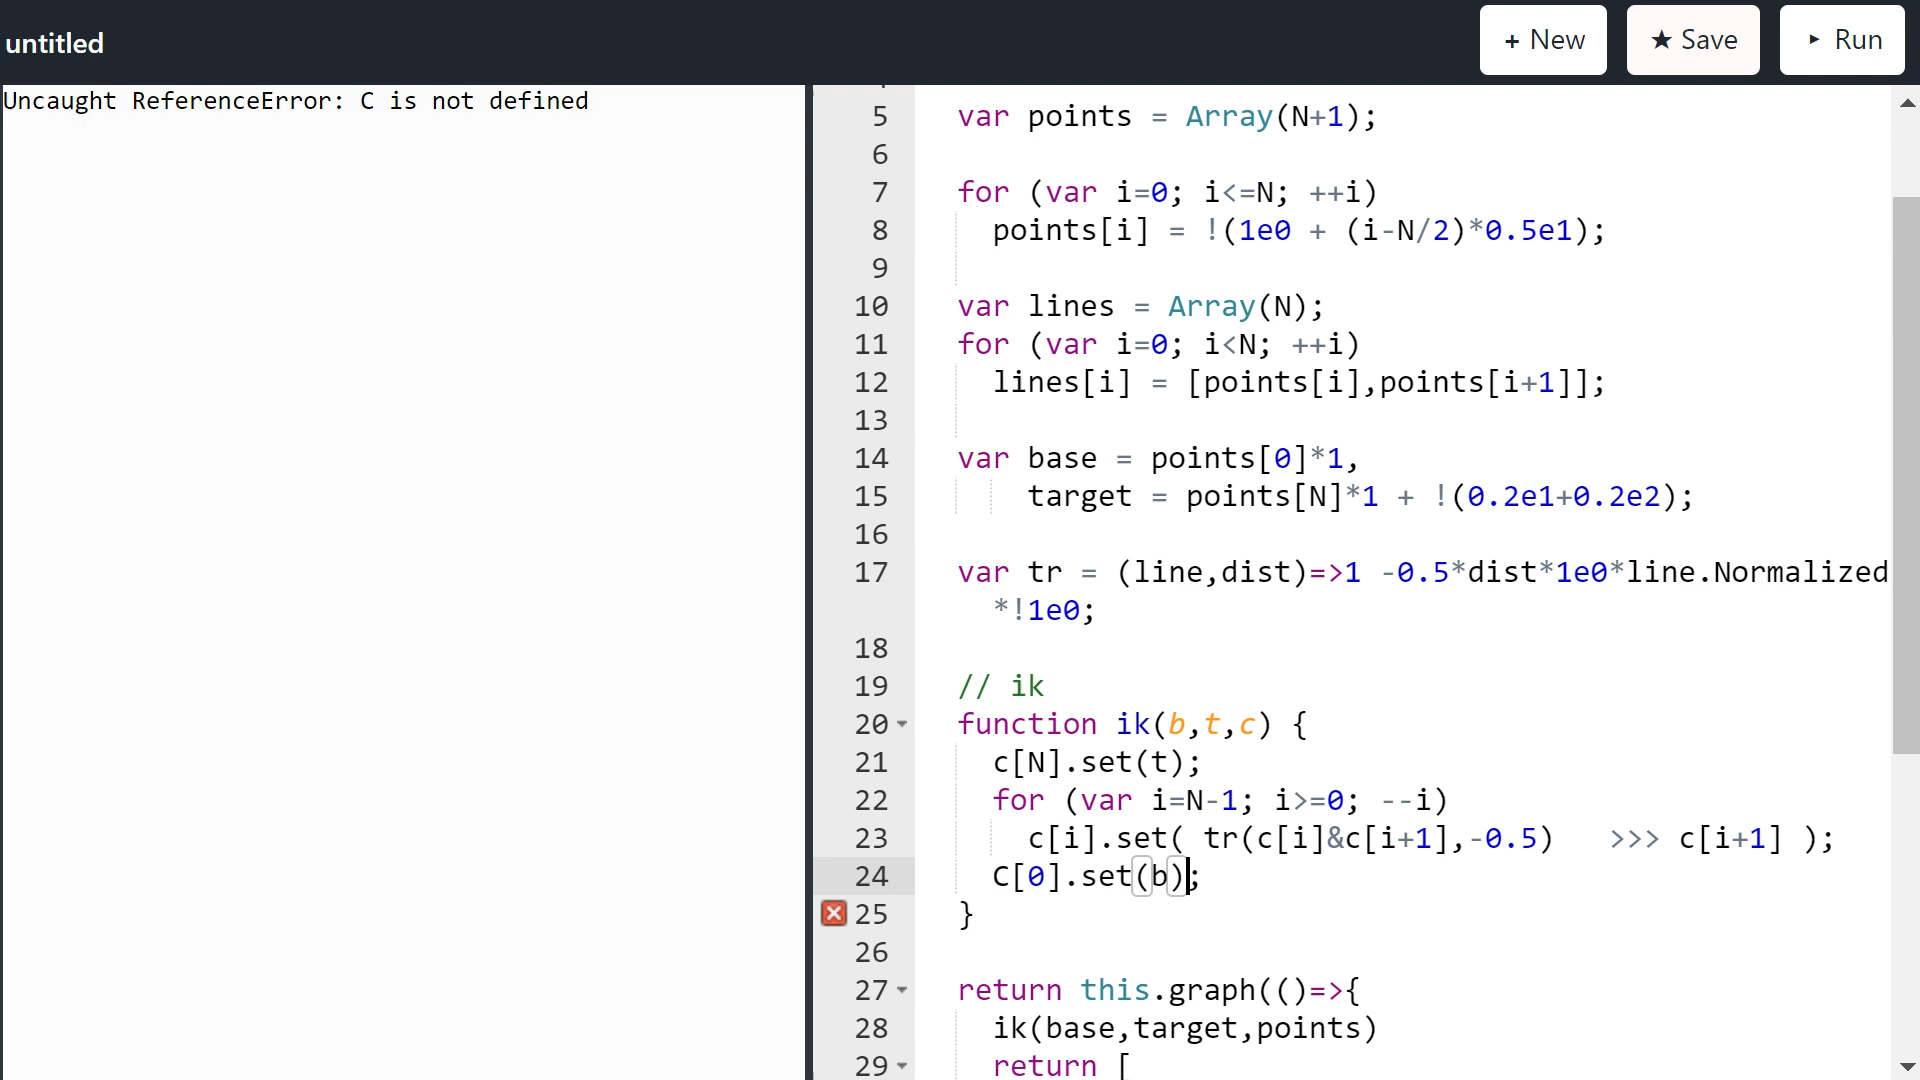 untitled
+ New
★ Save
▸ Run
Uncaught ReferenceError: C is not defined
5 var points = Array(N+1);
6
7 for (var i=0; i<=N; ++i)
8 points[i] = !(1e0 + (i-N/2)*0.5e1);
9
10 var lines = Array(N);
11 for (var i=0; i<N; ++i)
12 lines[i] = [points[i],points[i+1]];
13
14 var base = points[0]*1,
15 target = points[N]*1 + !(0.2e1+0.2e2);
16
17 var tr = (line,dist)=>1 -0.5*dist*1e0*line.Normalized
*!1e0;
18
19 // ik
20 function ik(b,t,c) {
21 c[N].set(t);
22 for (var i=N-1; i>=0; --i)
23 c[i].set( tr(c[i]&c[i+1],-0.5)   >>> c[i+1] );
24 C[0].set(b);
25 }
26
27 return this.graph(()=>{
28 ik(base,target,points)
29 return [